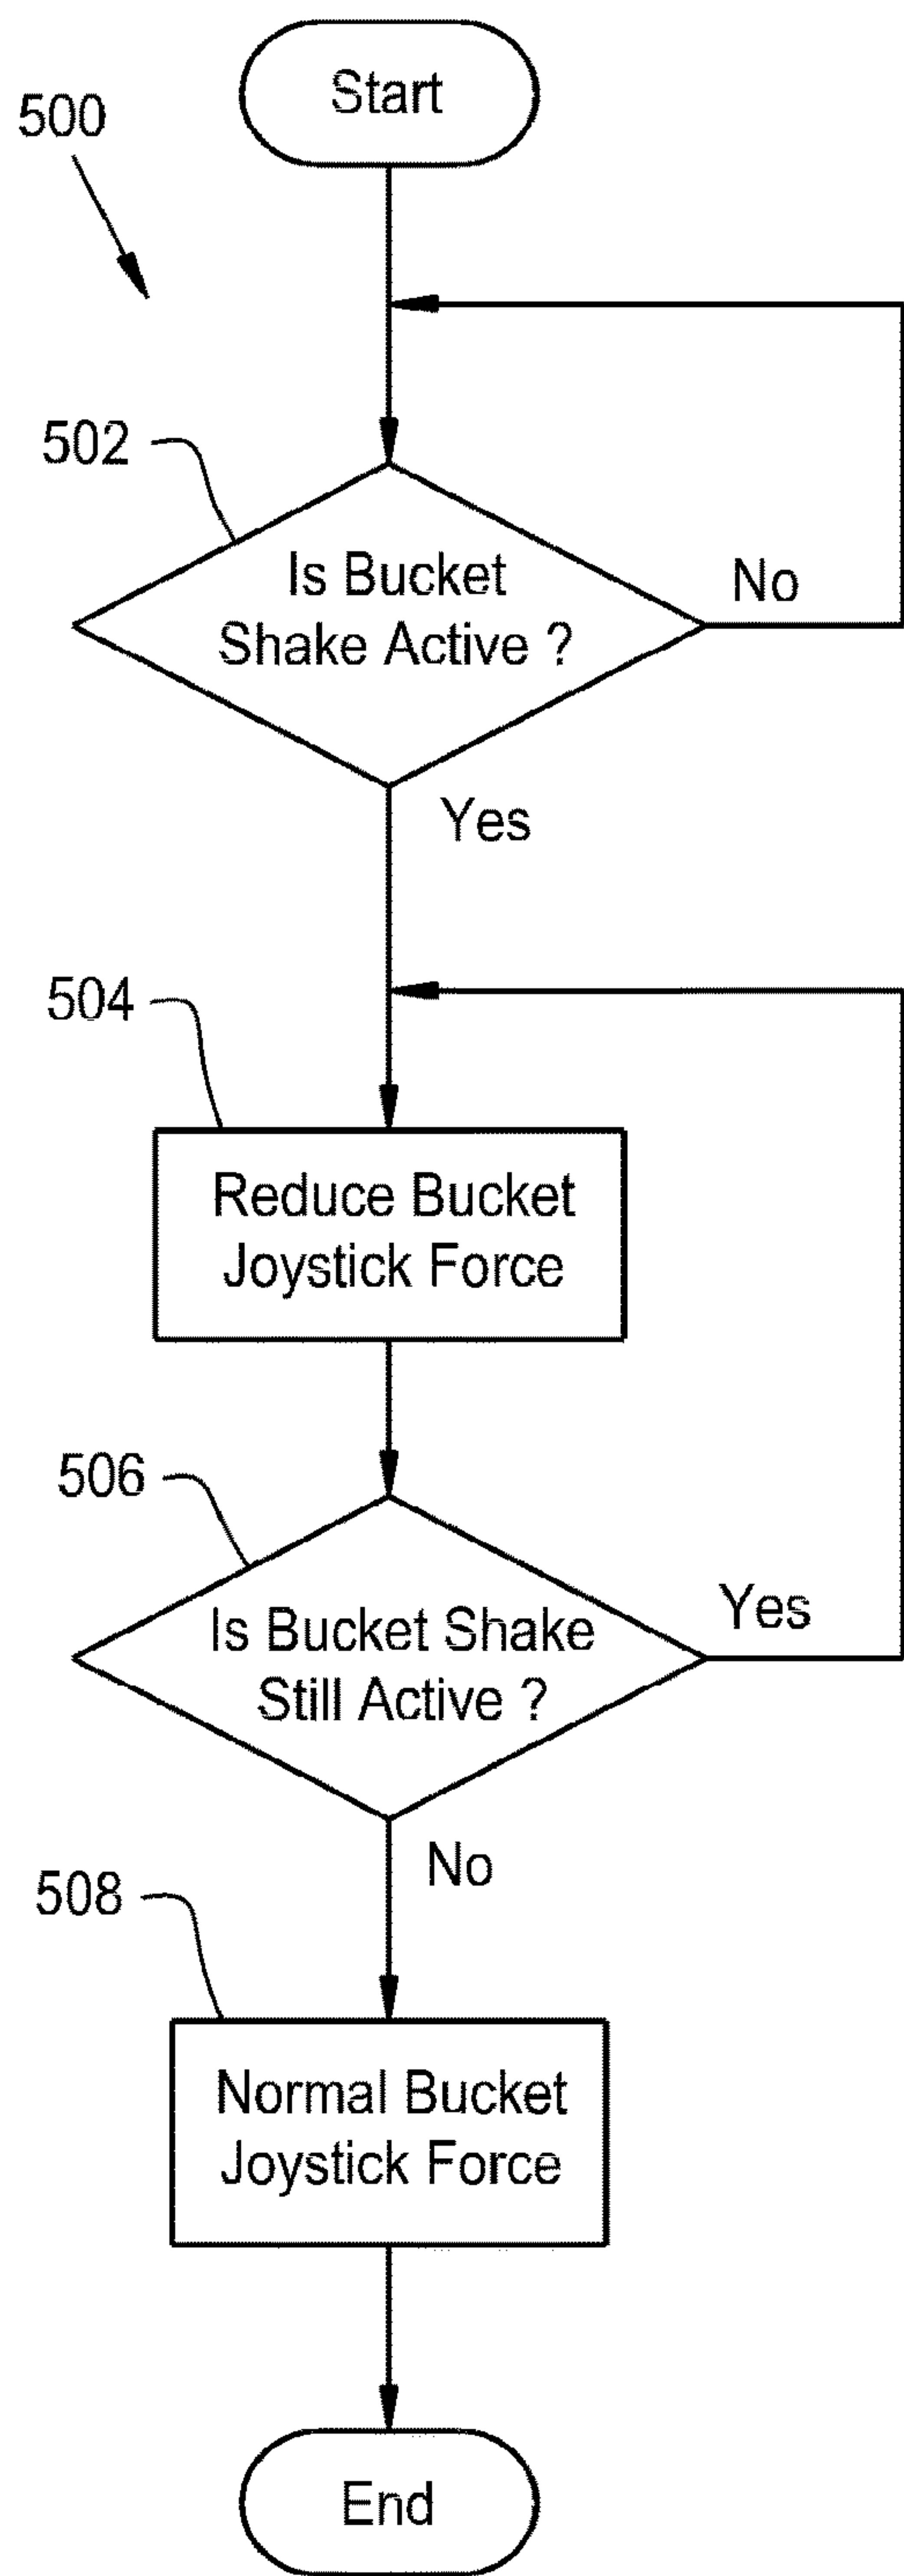 Start
500
502
Is Bucket
Shake Active ?
No
Yes
504
Reduce Bucket
Joystick Force
506
Is Bucket Shake
Still Active ?
Yes
No
508
Normal Bucket
Joystick Force
End